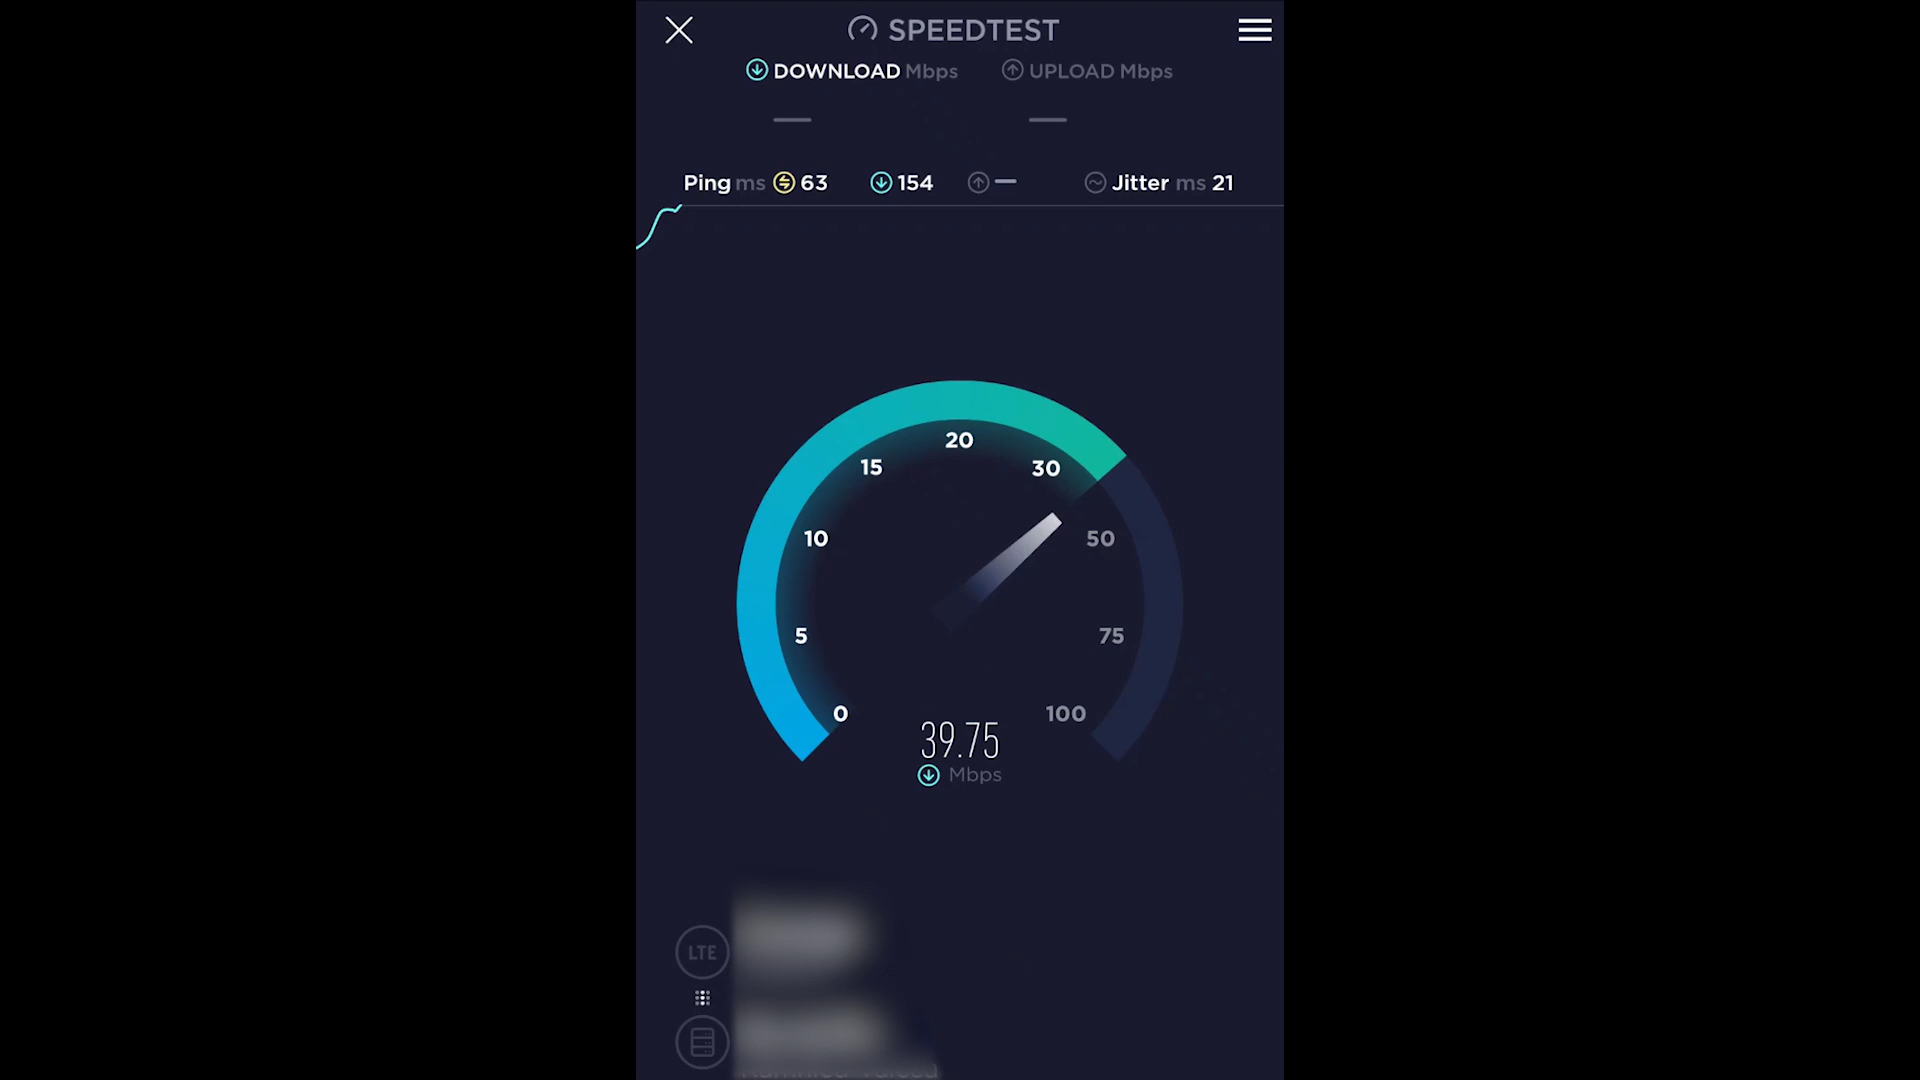 SPEEDTEST
DOWNLOAD Mbps UPLOAD Mbps
Ping ms 63 154 Jitter ms 21
20
15 30
10 50
5 75
0 100
39.75
Mbps
LTE